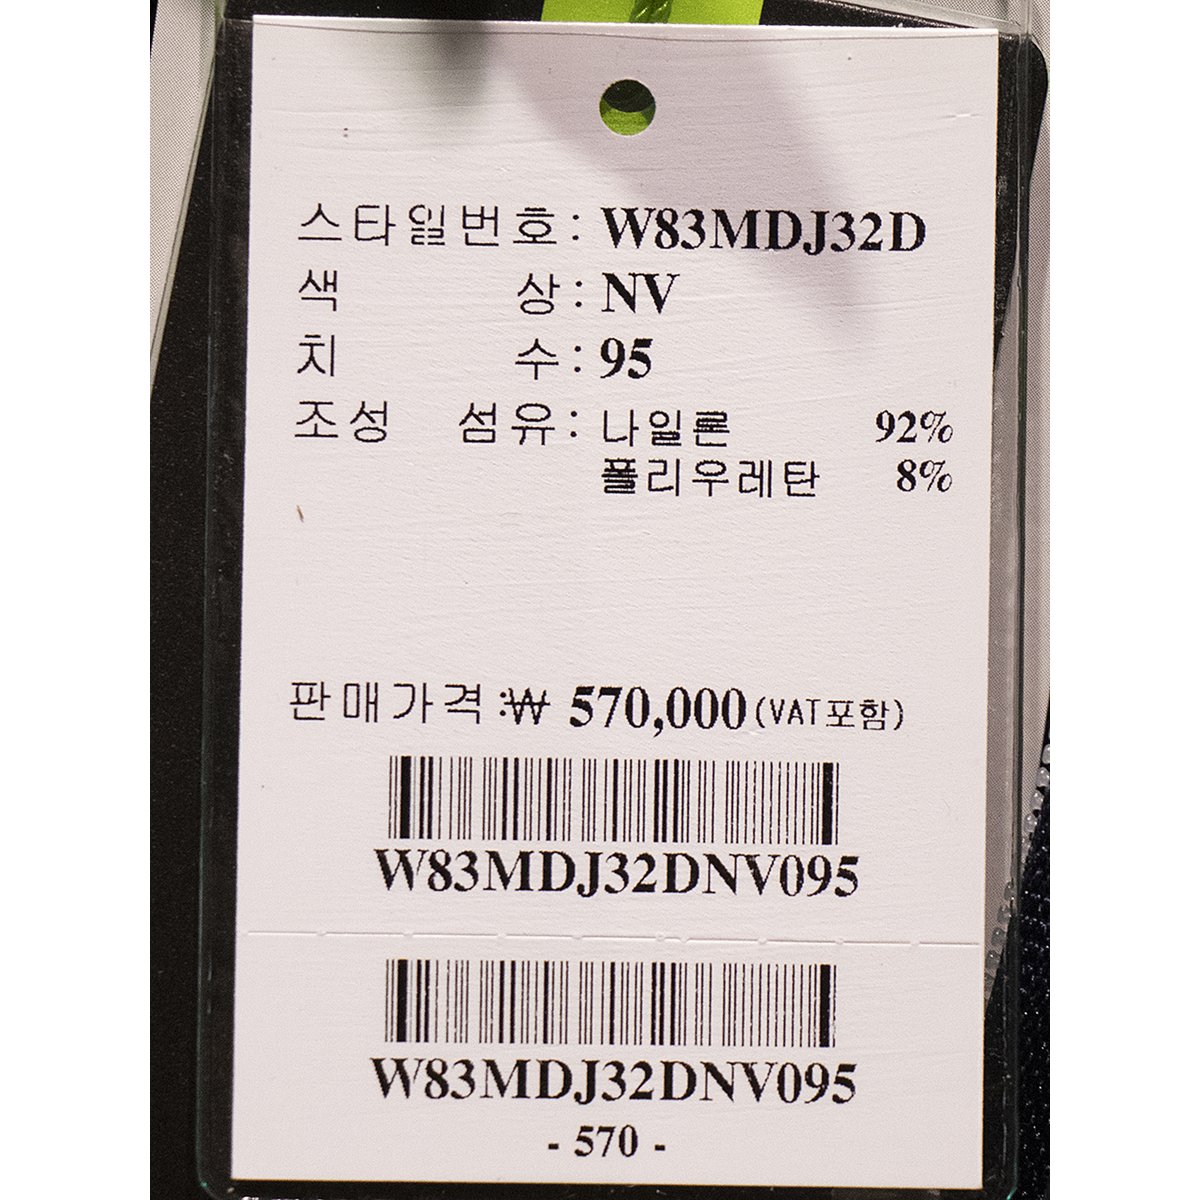 스타일번호: W83MDJ32D
색 상: NV
치 수: 95
조성 섬유: 나일론 92%
폴리우레탄 8%
판매가격:₩ 570,000(VAT포함)
W83MDJ32DNV095
W83MDJ32DNV095
- 570 -